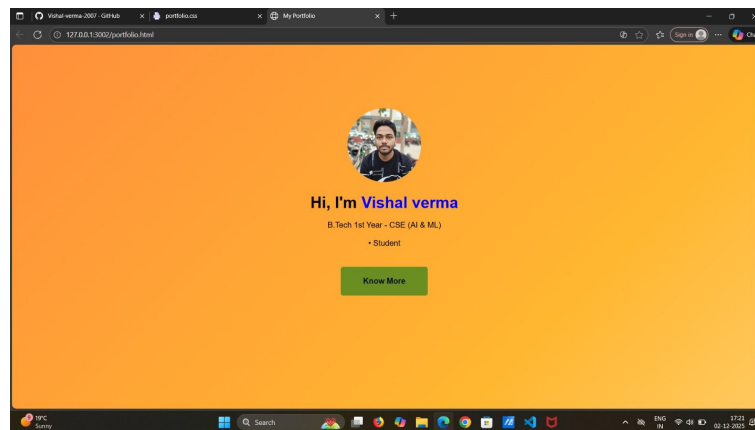 Vishal-verma-2007 - GitHub
portfolio.css
My Portfolio
127.0.0.1:3002/portfolio.html
Sign in
Hi, I'm Vishal verma
B.Tech 1st Year - CSE (AI & ML)
• Student
Know More
19°C
Sunny
Search
ENG
IN
17:21
02-12-2025